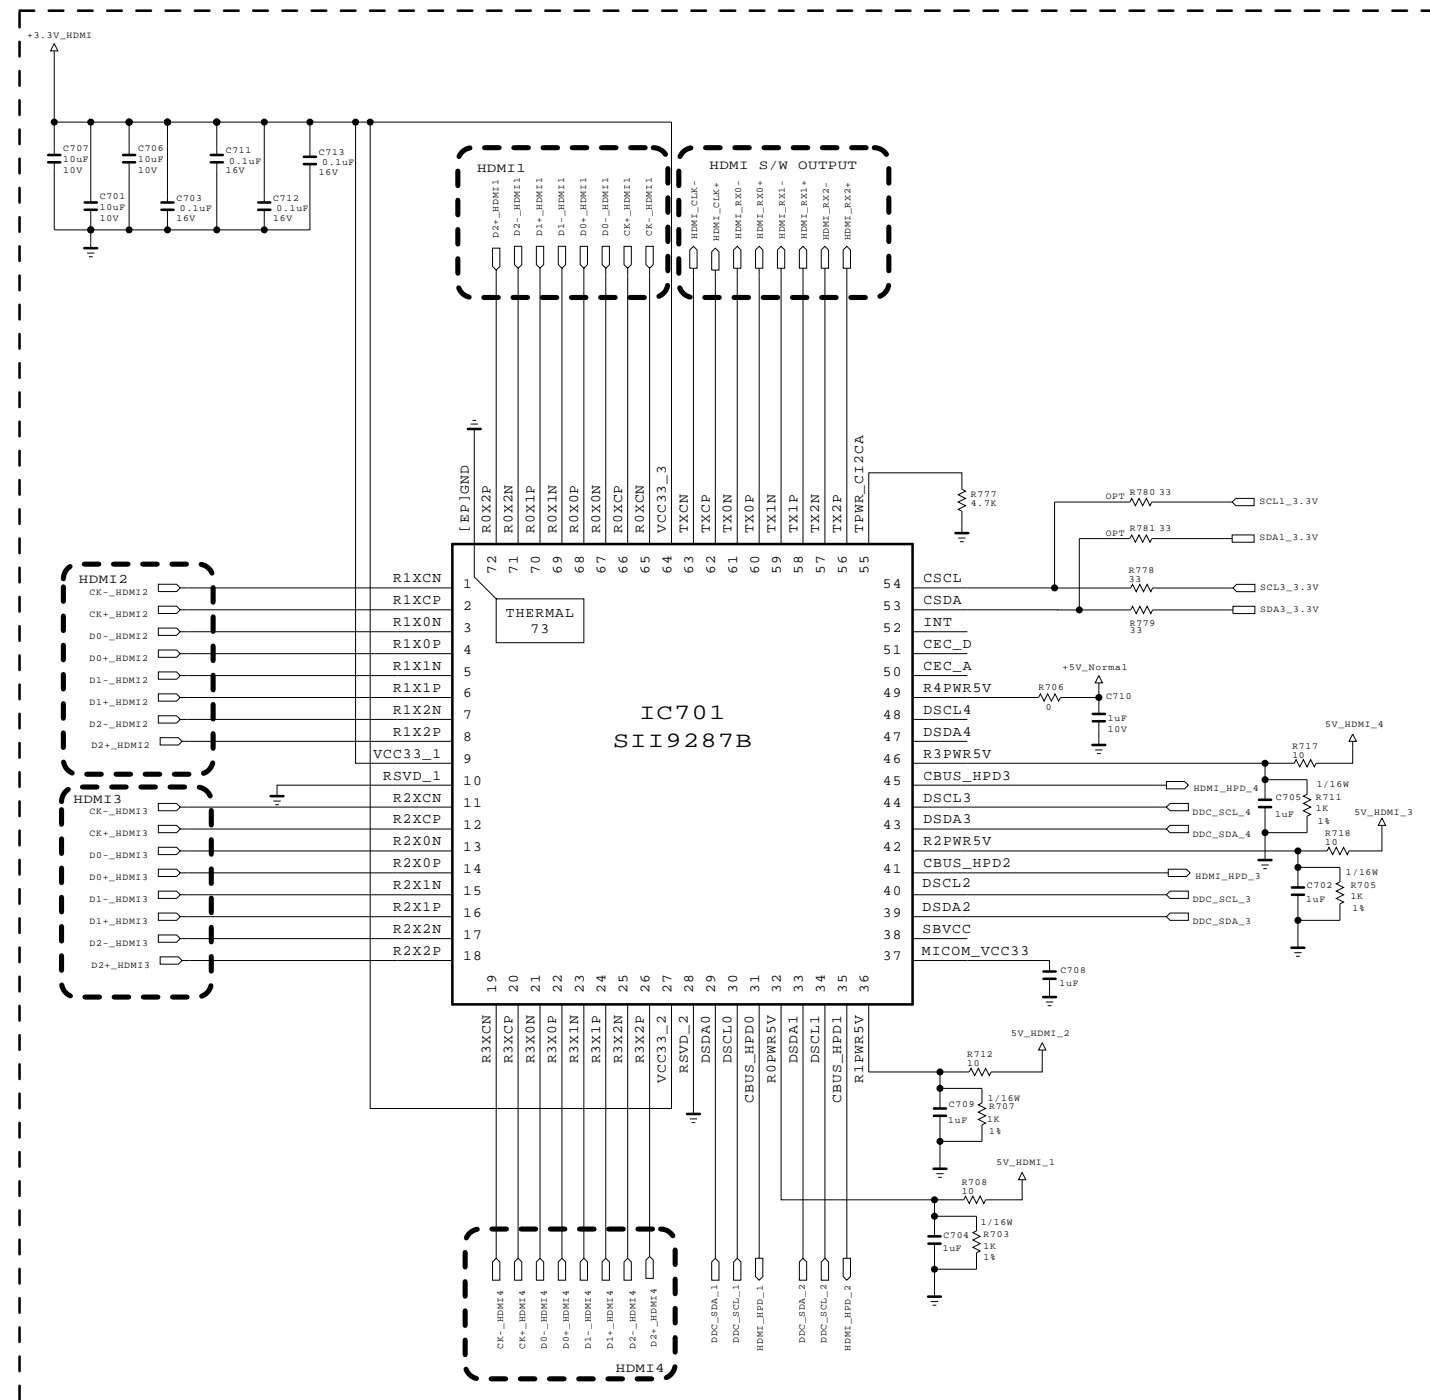 +3.3V_HDMI
C707
10uF
10V
C706
10uF
10V
C711
0.1uF
16V
C713
0.1uF
16V
C701
10uF
10V
C703
0.1uF
16V
C712
0.1uF
16V
HDMI1
D2+_HDMI1
D2-_HDMI1
D1+_HDMI1
D1-_HDMI1
D0+_HDMI1
D0-_HDMI1
CK+_HDMI1
CK-_HDMI1
HDMI S/W OUTPUT
HDMI_CLK-
HDMI_CLK+
HDMI_RX0-
HDMI_RX0+
HDMI_RX1-
HDMI_RX1+
HDMI_RX2-
HDMI_RX2+
[EP]GND
R0X2P
R0X2N
R0X1P
R0X1N
R0X0P
R0X0N
R0XCP
R0XCN
VCC33_3
TXCN
TXCP
TX0N
TX0P
TX1N
TX1P
TX2N
TX2P
TPWR_CI2CA
72
71
70
69
68
67
66
65
64
63
62
61
60
59
58
57
56
55
R777
4.7K
OPT R780 33
SCL1_3.3V
OPT R781 33
SDA1_3.3V
R778
33
SCL3_3.3V
R779
33
SDA3_3.3V
HDMI2
CK-_HDMI2
CK+_HDMI2
D0-_HDMI2
D0+_HDMI2
D1-_HDMI2
D1+_HDMI2
D2-_HDMI2
D2+_HDMI2
HDMI3
CK-_HDMI3
CK+_HDMI3
D0-_HDMI3
D0+_HDMI3
D1-_HDMI3
D1+_HDMI3
D2-_HDMI3
D2+_HDMI3
R1XCN 1
R1XCP 2
R1X0N 3
R1X0P 4
R1X1N 5
R1X1P 6
R1X2N 7
R1X2P 8
VCC33_1 9
RSVD_1 10
R2XCN 11
R2XCP 12
R2X0N 13
R2X0P 14
R2X1N 15
R2X1P 16
R2X2N 17
R2X2P 18
THERMAL
73
IC701
SII9287B
54 CSCL
53 CSDA
52 INT
51 CEC_D
50 CEC_A
49 R4PWR5V
48 DSCL4
47 DSDA4
46 R3PWR5V
45 CBUS_HPD3
44 DSCL3
43 DSDA3
42 R2PWR5V
41 CBUS_HPD2
40 DSCL2
39 DSDA2
38 SBVCC
37 MICOM_VCC33
+5V_Normal
R706
0
C710
1uF
10V
5V_HDMI_4
R717
10
HDMI_HPD_4
DDC_SCL_4
DDC_SDA_4
C705
1uF
1/16W
R711
1K
1%
5V_HDMI_3
R718
10
HDMI_HPD_3
DDC_SCL_3
DDC_SDA_3
C702
1uF
1/16W
R705
1K
1%
C708
1uF
19
20
21
22
23
24
25
26
27
28
29
30
31
32
33
34
35
36
R3XCN
R3XCP
R3X0N
R3X0P
R3X1N
R3X1P
R3X2N
R3X2P
VCC33_2
RSVD_2
DSDA0
DSCL0
CBUS_HPD0
R0PWR5V
DSDA1
DSCL1
CBUS_HPD1
R1PWR5V
5V_HDMI_2
R712
10
C709
1uF
1/16W
R707
1K
1%
5V_HDMI_1
R708
10
C704
1uF
1/16W
R703
1K
1%
CK-_HDMI4
CK+_HDMI4
D0-_HDMI4
D0+_HDMI4
D1-_HDMI4
D1+_HDMI4
D2-_HDMI4
D2+_HDMI4
HDMI4
DDC_SDA_1
DDC_SCL_1
HDMI_HPD_1
DDC_SDA_2
DDC_SCL_2
HDMI_HPD_2